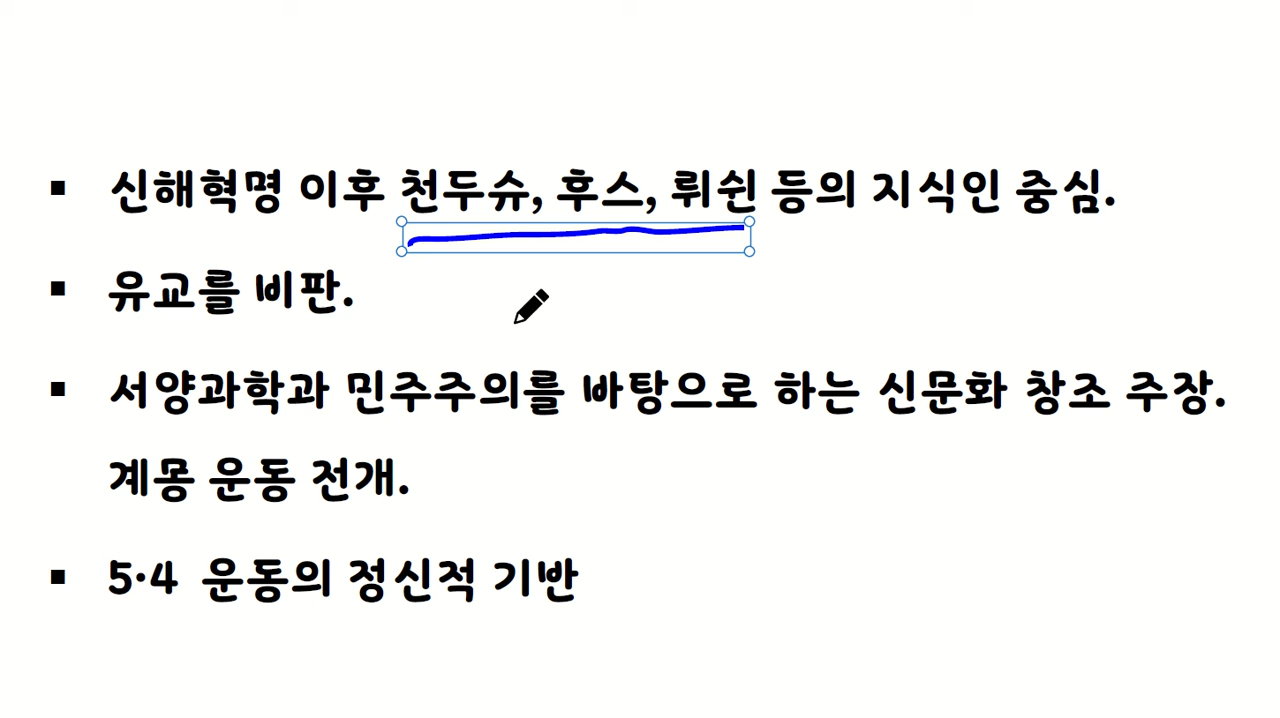 ▪ 신해혁명 이후 천두슈, 후스, 뤼쉰 등의 지식인 중심.
▪ 유교를 비판.
▪ 서양과학과 민주주의를 바탕으로 하는 신문화 창조 주장.
계몽 운동 전개.
▪ 5·4 운동의 정신적 기반